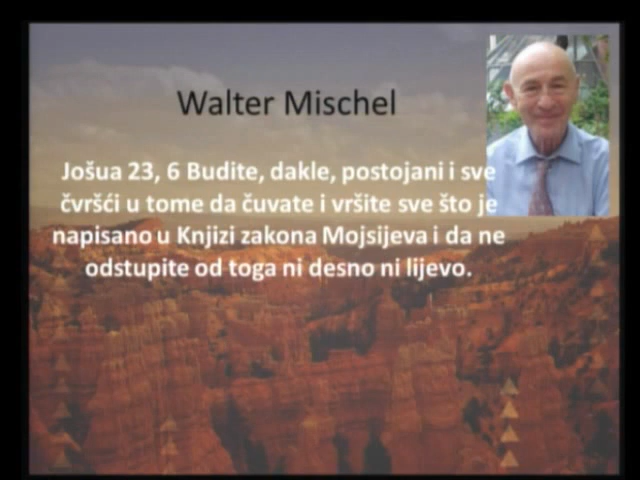 Walter Mischel
Jošua 23, 6 Budite, dakle, postojani i sve
čvršći u tome da čuvate i vršite sve što je
napisano u Knjizi zakona Mojsijeva i da ne
odstupite od toga ni desno ni lijevo.